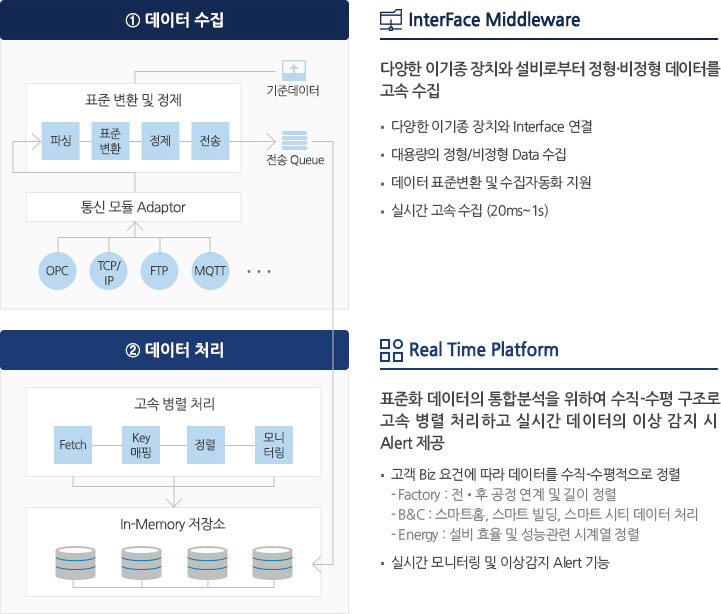 ① 데이터 수집
기준데이터
표준 변환 및 정제
파싱
표준
변환
정제
전송
전송 Queue
통신 모듈 Adaptor
OPC
TCP/
IP
FTP
MQTT
• • •
InterFace Middleware
다양한 이기종 장치와 설비로부터 정형·비정형 데이터를
고속 수집
• 다양한 이기종 장치와 Interface 연결
• 대용량의 정형/비정형 Data 수집
• 데이터 표준변환 및 수집자동화 지원
• 실시간 고속 수집 (20ms~1s)
② 데이터 처리
고속 병렬 처리
Fetch
Key
매핑
정렬
모니
터링
In-Memory 저장소
Real Time Platform
표준화 데이터의 통합분석을 위하여 수직-수평 구조로
고속 병렬 처리하고 실시간 데이터의 이상 감지 시
Alert 제공
• 고객 Biz 요건에 따라 데이터를 수직-수평적으로 정렬
- Factory : 전 • 후 공정 연계 및 길이 정렬
- B&C : 스마트홈, 스마트 빌딩, 스마트 시티 데이터 처리
- Energy : 설비 효율 및 성능관련 시계열 정렬
• 실시간 모니터링 및 이상감지 Alert 기능